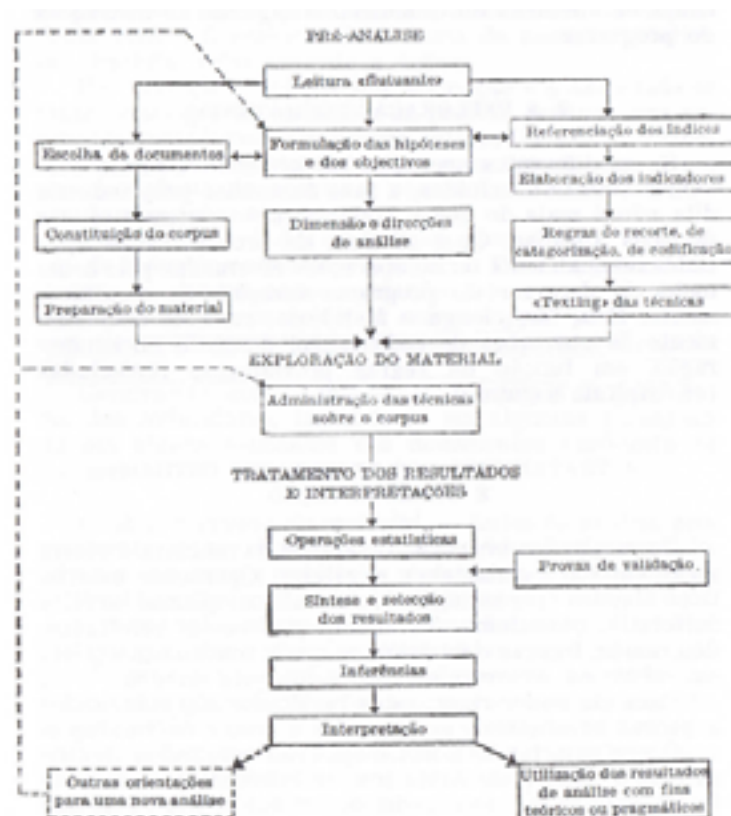 PRÉ-ANÁLISE
Leitura «flutuante»
Escolha de documentos
Formulação das hipóteses
e dos objectivos
Referenciação dos índices
Elaboração dos indicadores
Constituição do corpus
Dimensão e direcções
de análise
Regras de recorte, de
categorização, de codificação
Preparação do material
«Texting» das técnicas
EXPLORAÇÃO DO MATERIAL
Administração das técnicas
sobre o corpus
TRATAMENTO DOS RESULTADOS
E INTERPRETAÇÕES
Operações estatísticas
Provas de validação.
Síntese e selecção
dos resultados
Inferências
Interpretação
Outras orientações
para uma nova análise
Utilização dos resultados
de análise com fins
teóricos ou pragmáticos